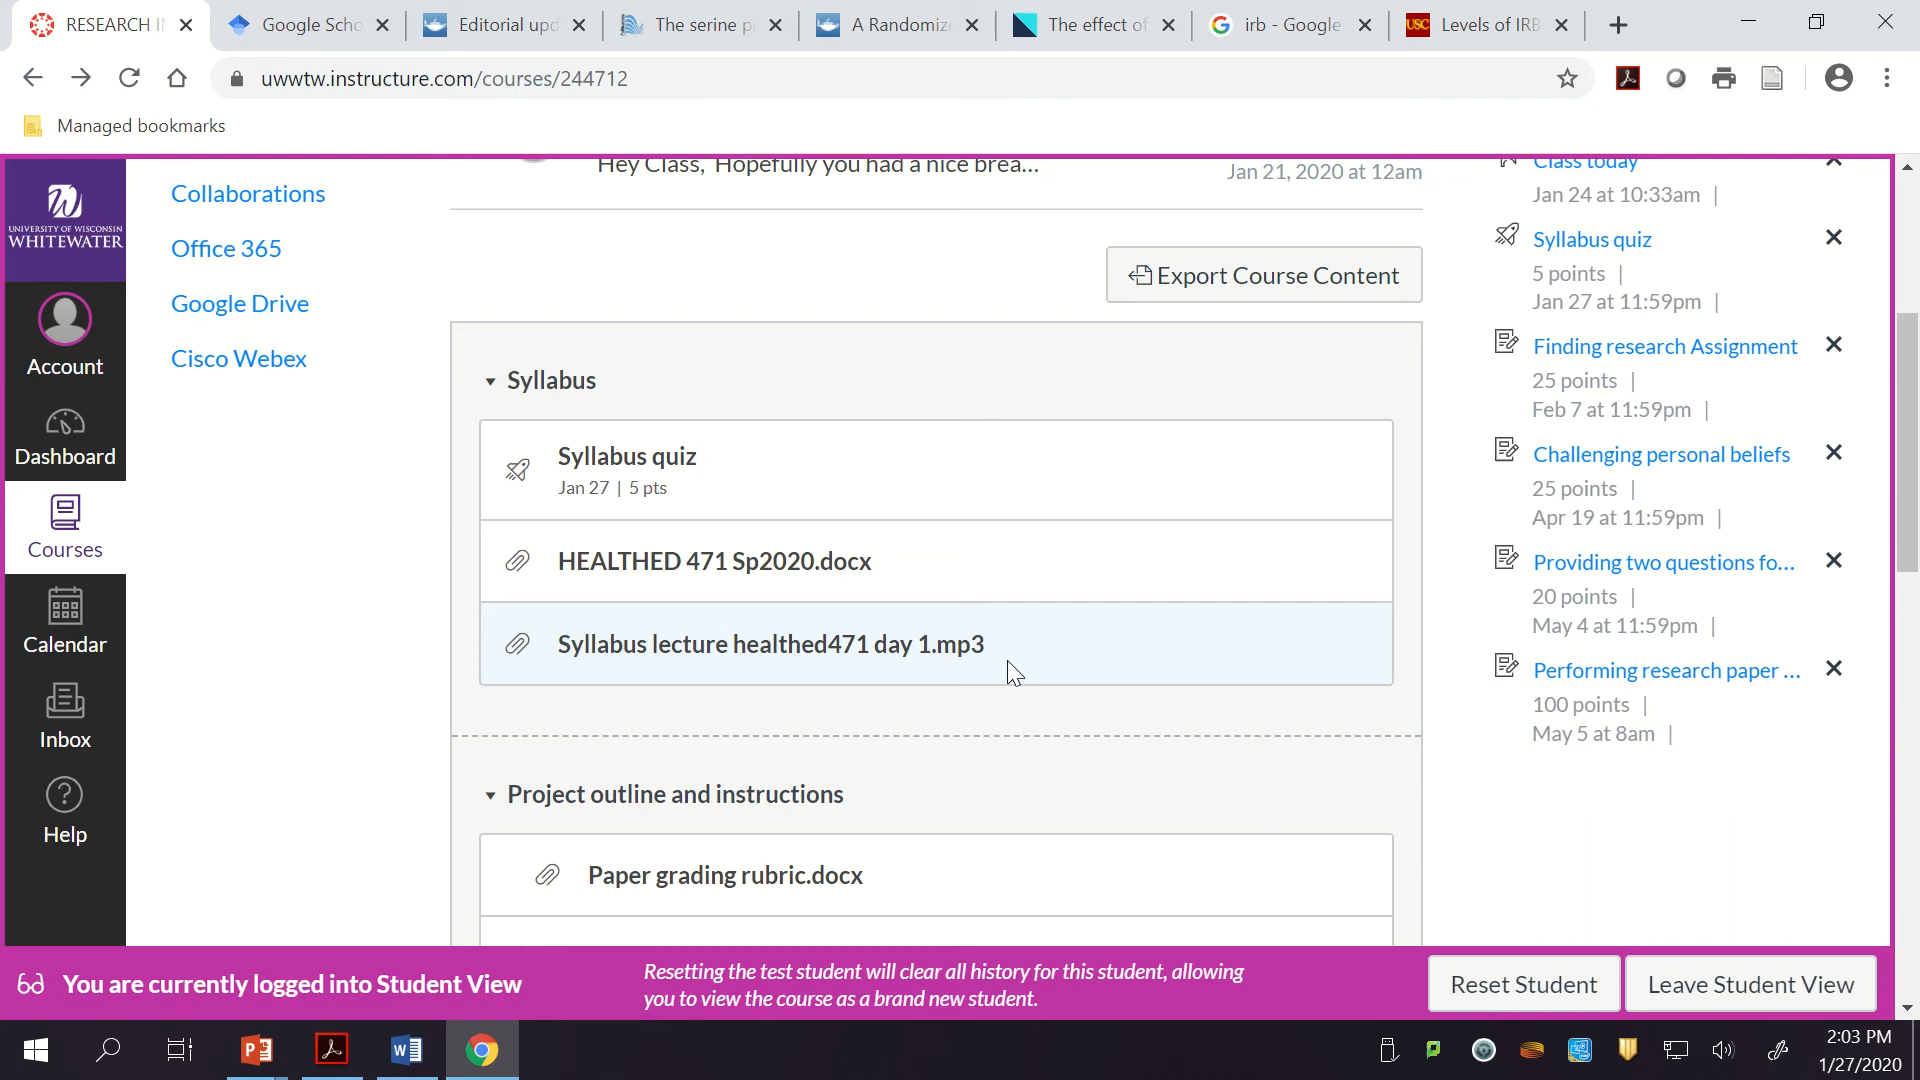 RESEARCH I
Google Scho
Editorial upd
The serine p
A Randomize
The effect of
irb - Google
USC
Levels of IRB
uwwtw.instructure.com/courses/244712
Managed bookmarks
W
UNIVERSITY OF WISCONSIN
WHITEWATER
Account
Dashboard
Courses
Calendar
Inbox
Help
Collaborations
Office 365
Google Drive
Cisco Webex
Hey Class, Hopefully you had a nice brea...
Jan 21, 2020 at 12am
Export Course Content
Syllabus
Syllabus quiz
Jan 27 | 5 pts
HEALTHED 471 Sp2020.docx
Syllabus lecture healthed471 day 1.mp3
Project outline and instructions
Paper grading rubric.docx
Class today
Jan 24 at 10:33am |
Syllabus quiz
5 points |
Jan 27 at 11:59pm |
Finding research Assignment
25 points |
Feb 7 at 11:59pm |
Challenging personal beliefs
25 points |
Apr 19 at 11:59pm |
Providing two questions fo...
20 points |
May 4 at 11:59pm |
Performing research paper ...
100 points |
May 5 at 8am |
You are currently logged into Student View
Resetting the test student will clear all history for this student, allowing
you to view the course as a brand new student.
Reset Student
Leave Student View
2:03 PM
1/27/2020